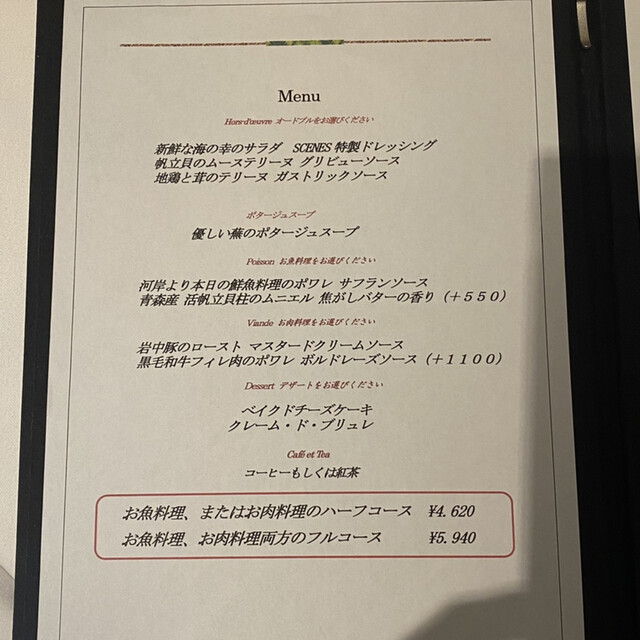 Menu
Hors-d'œuvre オードブルをお選びください
新鮮な海の幸のサラダ SCENES 特製ドレッシング
帆立貝のムーステリーヌ グリビューソース
地鶏と茸のテリーヌ ガストリックソース
ポタージュスープ
優しい蕪のポタージュスープ
Poisson お魚料理をお選びください
河岸より本日の鮮魚料理のポワレ サフランソース
青森産 活帆立貝柱のムニエル 焦がしバターの香り（＋５５０）
Viande お肉料理をお選びください
岩中豚のロースト マスタードクリームソース
黒毛和牛フィレ肉のポワレ ボルドレーズソース（＋１１００）
Dessert デザートをお選びください
ベイクドチーズケーキ
クレーム・ド・ブリュレ
Café et Tea
コーヒーもしくは紅茶
お魚料理、またはお肉料理のハーフコース ¥4.620
お魚料理、お肉料理両方のフルコース ¥5.940